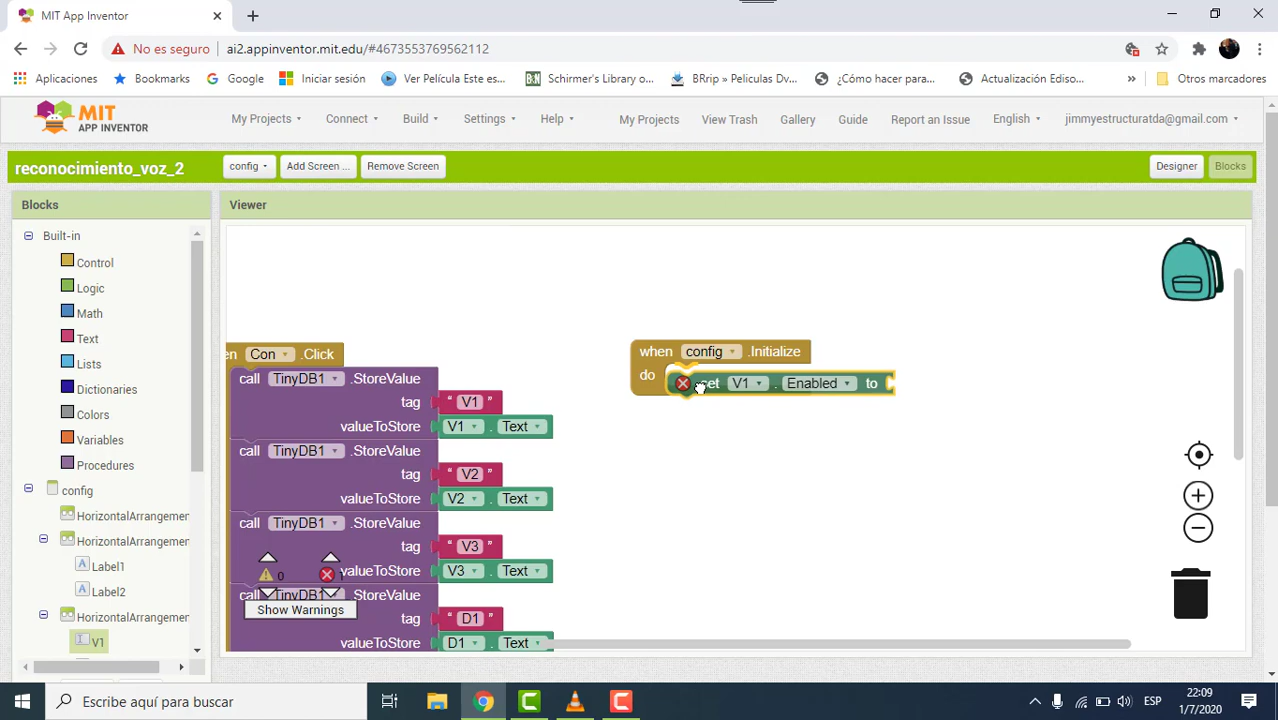 MIT App Inventor
No es seguro
ai2.appinventor.mit.edu/#4673553769562112
Aplicaciones
Bookmarks
Google
Iniciar sesión
Ver Película Este es...
Schirmer's Library o...
BRrip » Peliculas Dv...
¿Cómo hacer para...
Actualización Ediso...
»
Otros marcadores
MIT
APP INVENTOR
My Projects
Connect
Build
Settings
Help
My Projects
View Trash
Gallery
Guide
Report an Issue
English
jimmyestructuratda@gmail.com
reconocimiento_voz_2
config
Add Screen ...
Remove Screen
Designer
Blocks
Blocks
Viewer
Built-in
Control
Logic
Math
Text
Lists
Dictionaries
Colors
Variables
Procedures
config
HorizontalArrangemen
HorizontalArrangemen
Label1
Label2
HorizontalArrangemen
V1
en Con .Click
call TinyDB1 .StoreValue
tag " V1 "
valueToStore V1 . Text
call TinyDB1 .StoreValue
tag " V2 "
valueToStore V2 . Text
call TinyDB1 .StoreValue
tag " V3 "
valueToStore V3 . Text
call TinyDB1 .StoreValue
tag " D1 "
valueToStore D1 . Text
0
1
Show Warnings
when config .Initialize
do
set V1 . Enabled to
Escribe aquí para buscar
ESP
22:09
1/7/2020